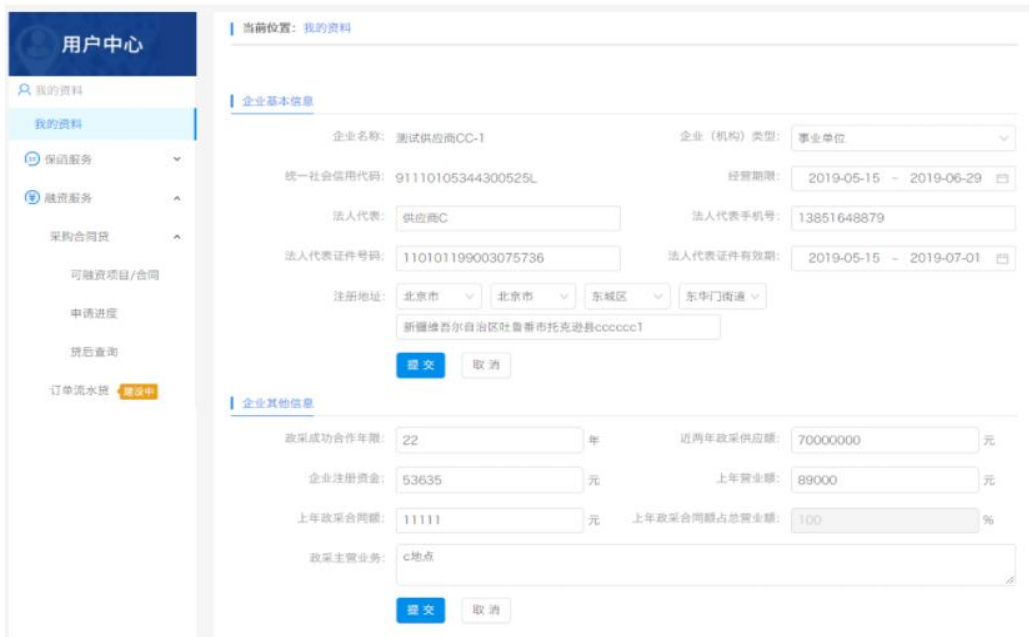 用户中心
我的资料
我的资料
保函服务
融资服务
采购合同贷
可融资项目/合同
申请进度
贷后查询
订单流水贷 建设中
当前位置: 我的资料
企业基本信息
企业名称: 测试供应商CC-1 企业（机构）类型: 事业单位
统一社会信用代码: 91110105344300525L 经营期限: 2019-05-15 ~ 2019-06-29
法人代表: 供应商C 法人代表手机号: 13851648879
法人代表证件号码: 110101199003075736 法人代表证件有效期: 2019-05-15 ~ 2019-07-01
注册地址: 北京市 北京市 东城区 东华门街道
新疆维吾尔自治区吐鲁番市托克逊县cccccc1
提交 取消
企业其他信息
政采成功合作年限: 22 年 近两年政采供应额: 70000000 元
企业注册资金: 53635 元 上年营业额: 89000 元
上年政采合同额: 11111 元 上年政采合同额占总营业额: 100 %
政采主营业务: c地点
提交 取消